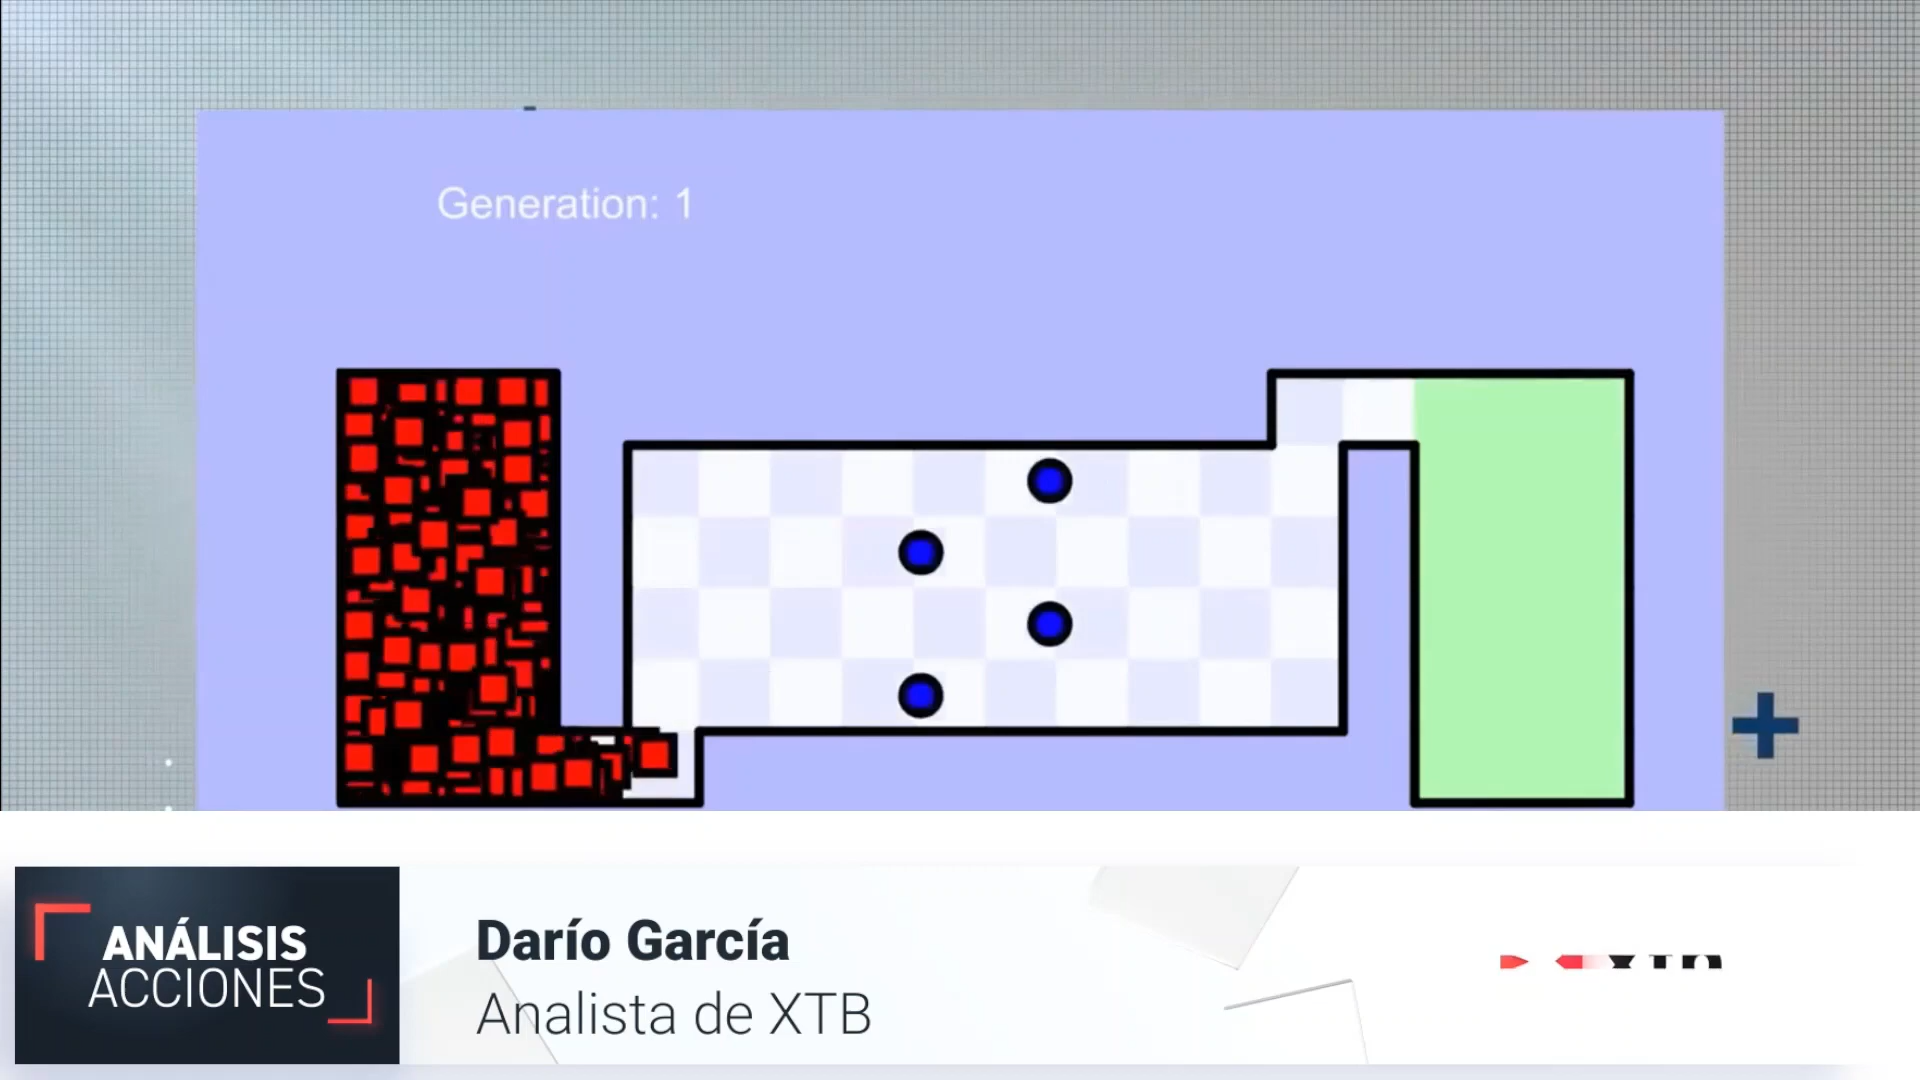 Generation: 1
ANÁLISIS
ACCIONES
Darío García
Analista de XTB